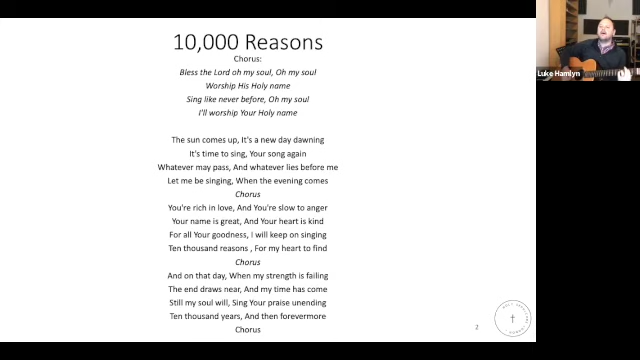 10,000 Reasons
Chorus:
Bless the Lord oh my soul, Oh my soul
Worship His Holy name
Sing like never before, Oh my soul
I'll worship Your Holy name
The sun comes up, It's a new day dawning
It's time to sing, Your song again
Whatever may pass, And whatever lies before me
Let me be singing, When the evening comes
Chorus
You're rich in love, And You're slow to anger
Your name is great, And Your heart is kind
For all Your goodness, I will keep on singing
Ten thousand reasons , For my heart to find
Chorus
And on that day, When my strength is failing
The end draws near, And my time has come
Still my soul will, Sing Your praise unending
Ten thousand years, And then forevermore
Chorus
2
Luke Hamlyn